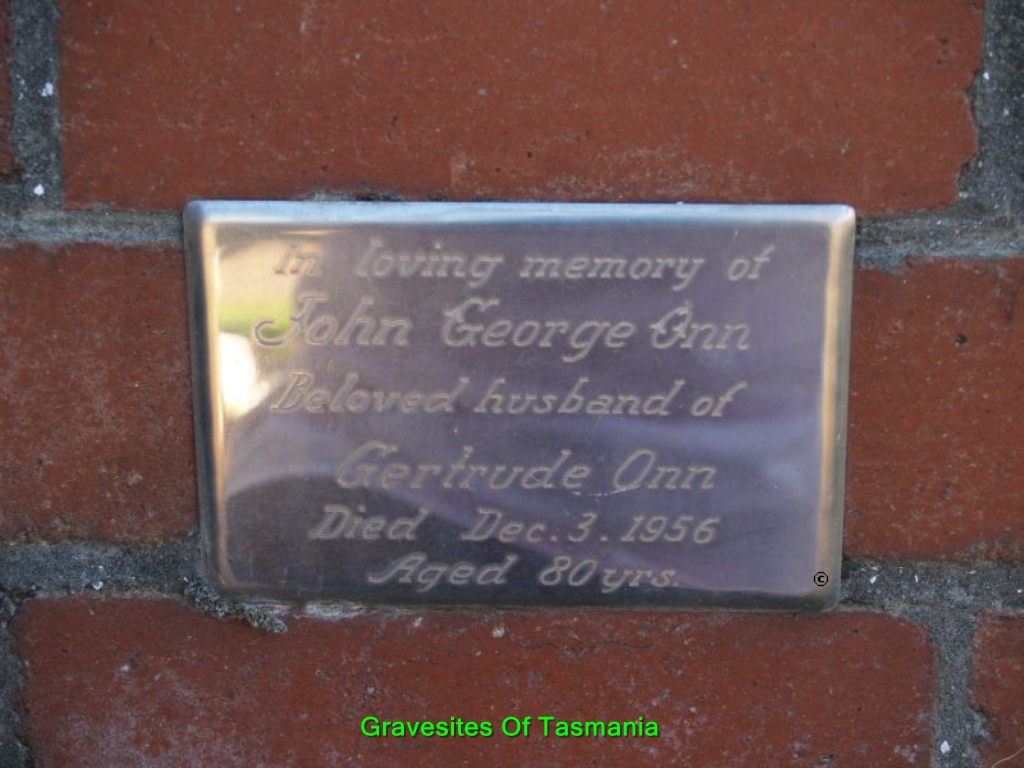 In loving memory of
John George Onn
Beloved husband of
Gertrude Onn
Died Dec. 3. 1956
Aged 80 yrs.
©
Gravesites Of Tasmania